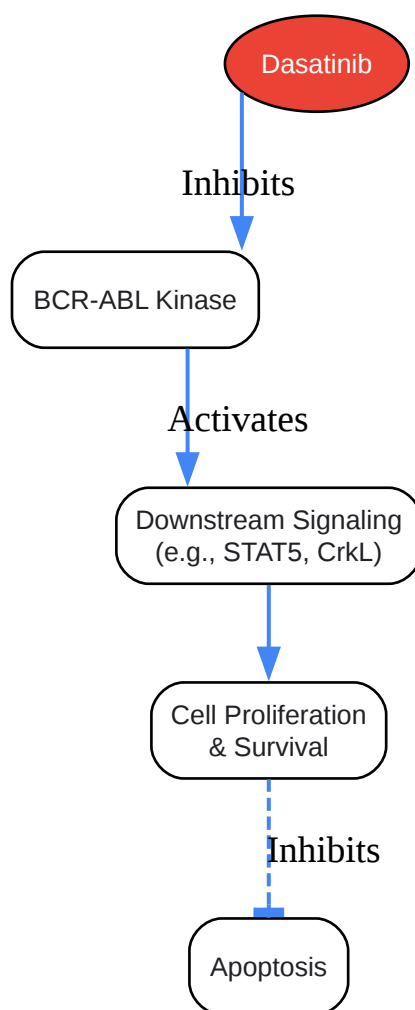 Dasatinib
Inhibits
BCR-ABL Kinase
Activates
Downstream Signaling
(e.g., STAT5, CrkL)
Cell Proliferation
& Survival
Inhibits
Apoptosis